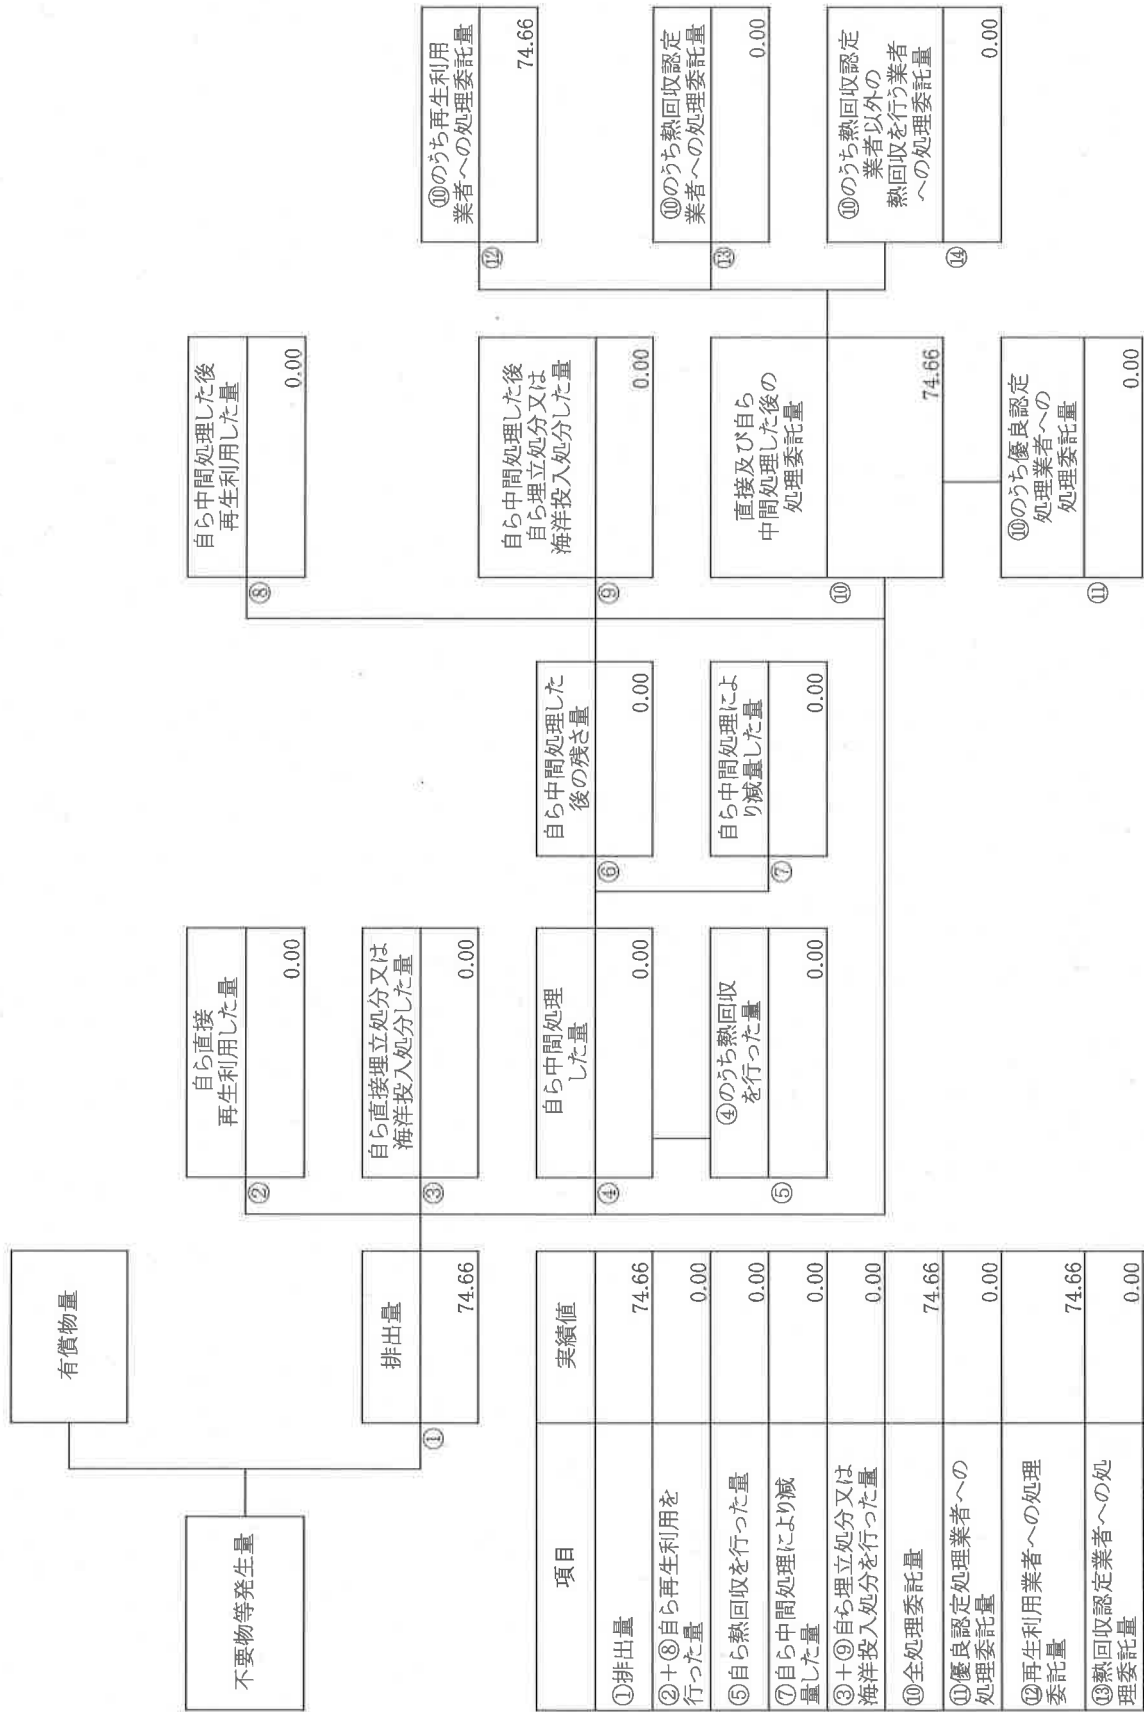 不要物等発生量
有償物量
排出量
①
74.66
自ら直接
再生利用した量
②
0.00
自ら直接埋立処分又は
海洋投入処分した量
③
0.00
自ら中間処理
した量
④
0.00
④のうち熱回収
を行った量
⑤
0.00
自ら中間処理した
後の残さ量
⑥
0.00
自ら中間処理によ
り減量した量
⑦
0.00
自ら中間処理した後
再生利用した量
⑧
0.00
自ら中間処理した後
自ら埋立処分又は
海洋投入処分した量
⑨
0.00
直接及び自ら
中間処理した後の
処理委託量
⑩
74.66
⑩のうち優良認定
処理業者への
処理委託量
⑪
0.00
⑩のうち再生利用
業者への処理委託量
⑫
74.66
⑩のうち熱回収認定
業者への処理委託量
⑬
0.00
⑩のうち熱回収認定
業者以外の
熱回収を行う業者
への処理委託量
⑭
0.00
項目 実績値
①排出量 74.66
②+⑧自ら再生利用を
行った量 0.00
⑤自ら熱回収を行った量 0.00
⑦自ら中間処理により減
量した量 0.00
③+⑨自ら埋立処分又は
海洋投入処分を行った量 0.00
⑩全処理委託量 74.66
⑪優良認定処理業者への
処理委託量 0.00
⑫再生利用業者への処理
委託量 74.66
⑬熱回収認定業者への処
理委託量 0.00